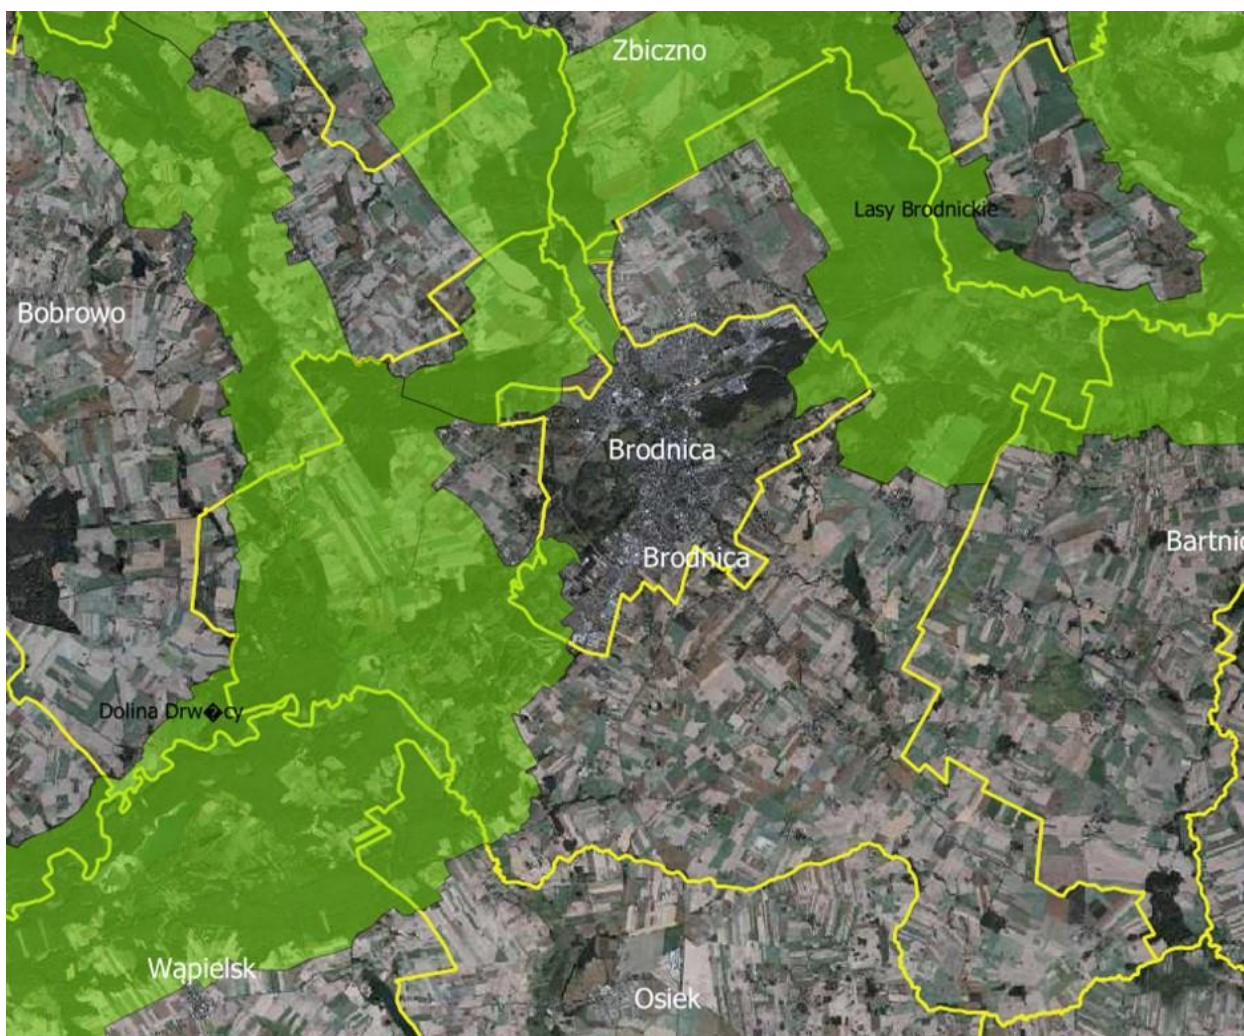 Zbiczno
Lasy Brodnickie
Bobrowo
Brodnica
Brodnica
Bartnic
Dolina Drw�cy
Wąpielsk
Osiek